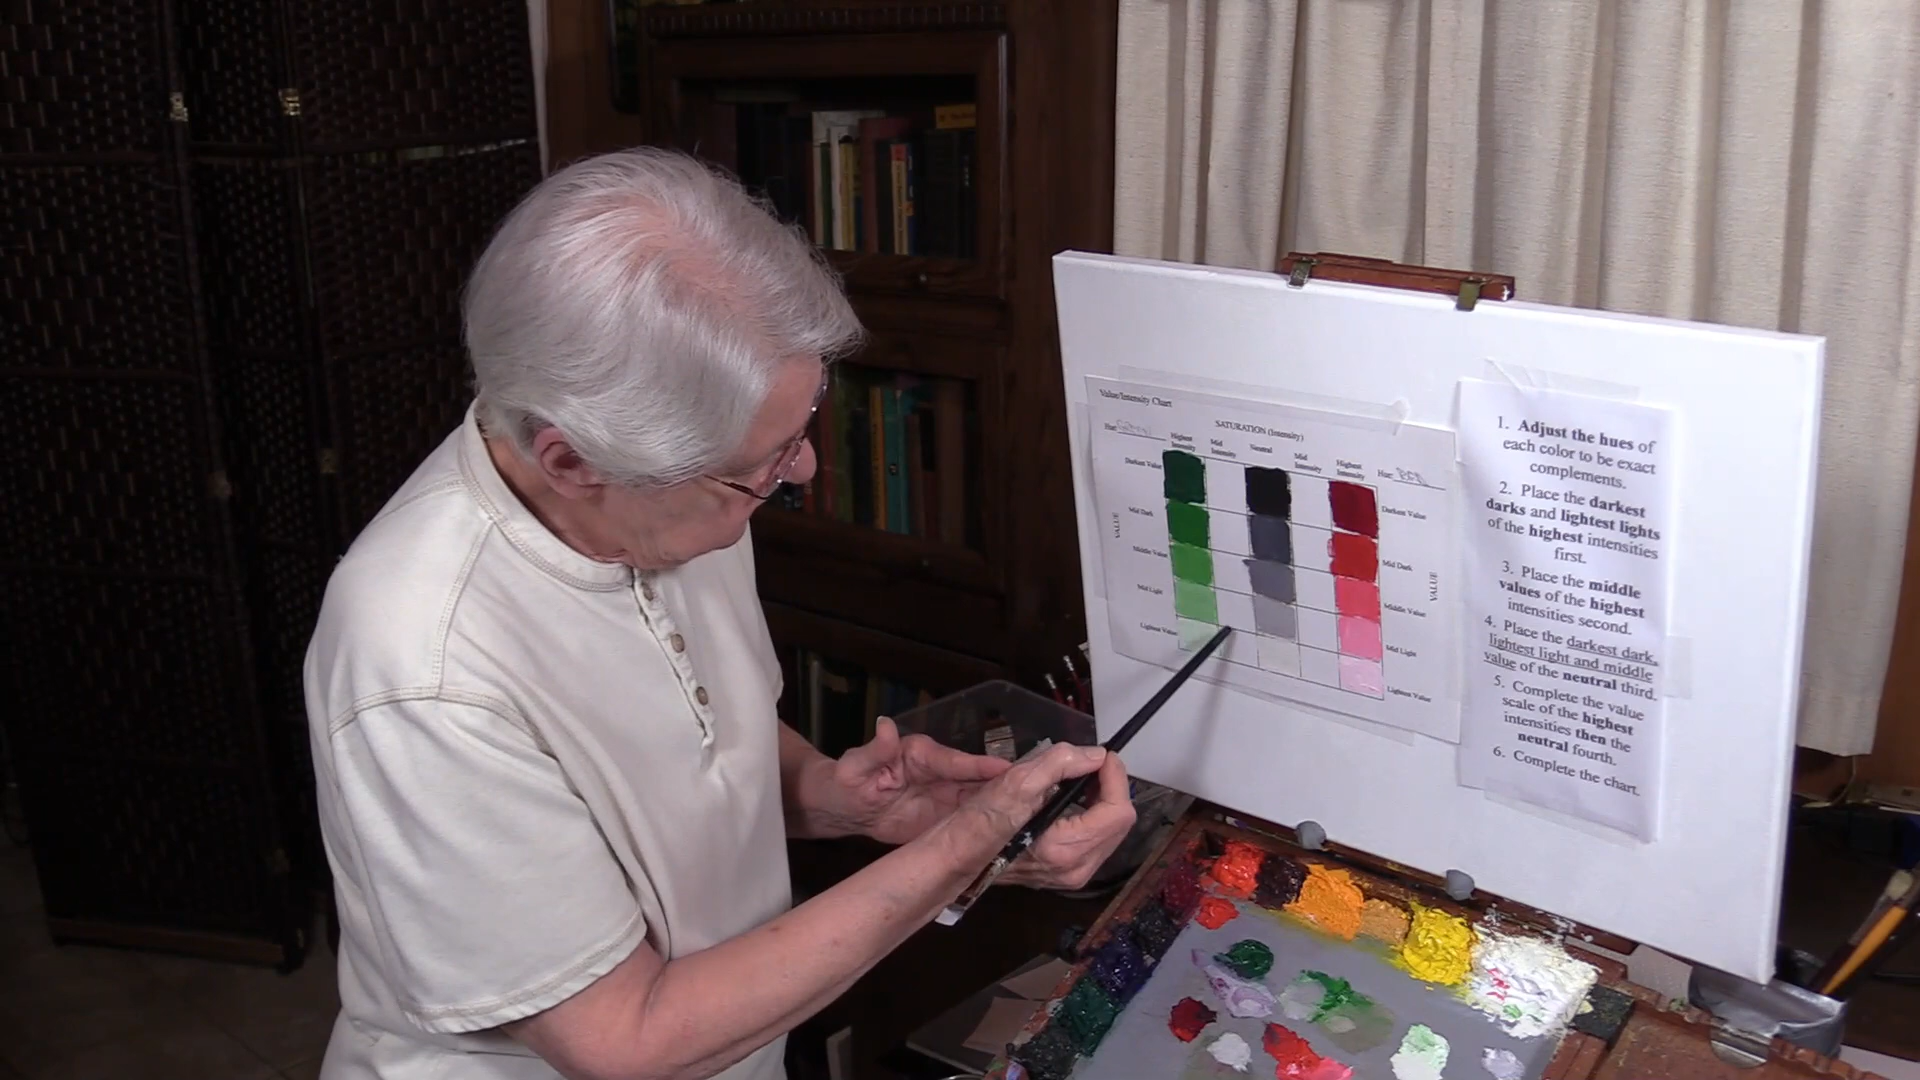 Value/Intensity Chart
SATURATION (Intensity)
Hue: GREEN
Highest Intensity
Mid Intensity
Neutral
Mid Intensity
Highest Intensity
Hue: RED
Darkest Value
Mid Dark
Middle Value
Mid Light
Lightest Value
VALUE
Darkest Value
Mid Dark
Middle Value
Mid Light
Lightest Value
VALUE
1. Adjust the hues of
each color to be exact
complements.
2. Place the darkest
darks and lightest lights
of the highest intensities
first.
3. Place the middle
values of the highest
intensities second.
4. Place the darkest dark,
lightest light and middle
value of the neutral third.
5. Complete the value
scale of the highest
intensities then the
neutral fourth.
6. Complete the chart.